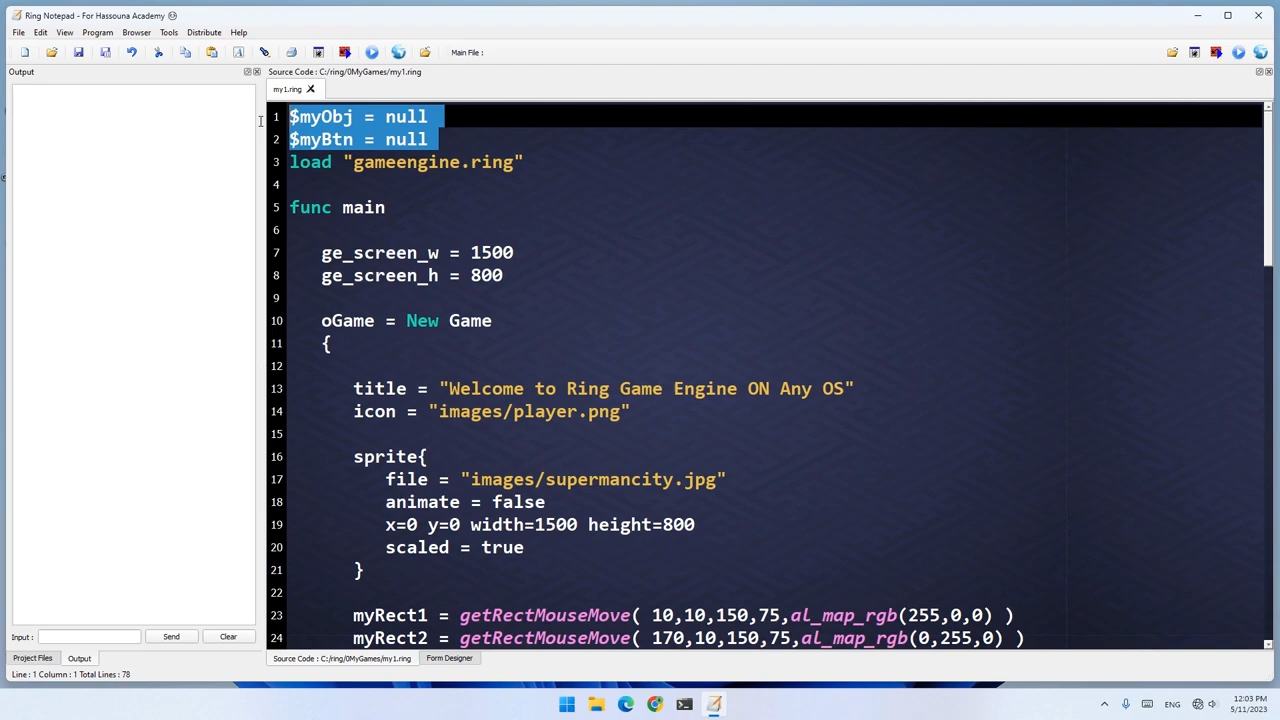 Ring Notepad - For Hassouna Academy
File Edit View Program Browser Tools Distribute Help
Main File :
Output
Source Code : C:/ring/0MyGames/my1.ring
my1.ring
1 $myObj = null
2 $myBtn = null
3 load "gameengine.ring"
4
5 func main
6
7 ge_screen_w = 1500
8 ge_screen_h = 800
9
10 oGame = New Game
11 {
12
13 title = "Welcome to Ring Game Engine ON Any OS"
14 icon = "images/player.png"
15
16 sprite{
17 file = "images/supermancity.jpg"
18 animate = false
19 x=0 y=0 width=1500 height=800
20 scaled = true
21 }
22
23 myRect1 = getRectMouseMove( 10,10,150,75,al_map_rgb(255,0,0) )
24 myRect2 = getRectMouseMove( 170,10,150,75,al_map_rgb(0,255,0) )
Input : Send Clear
Project Files Output
Source Code : C:/ring/0MyGames/my1.ring Form Designer
Line : 1 Column : 1 Total Lines : 78
ENG
12:03 PM
5/11/2023